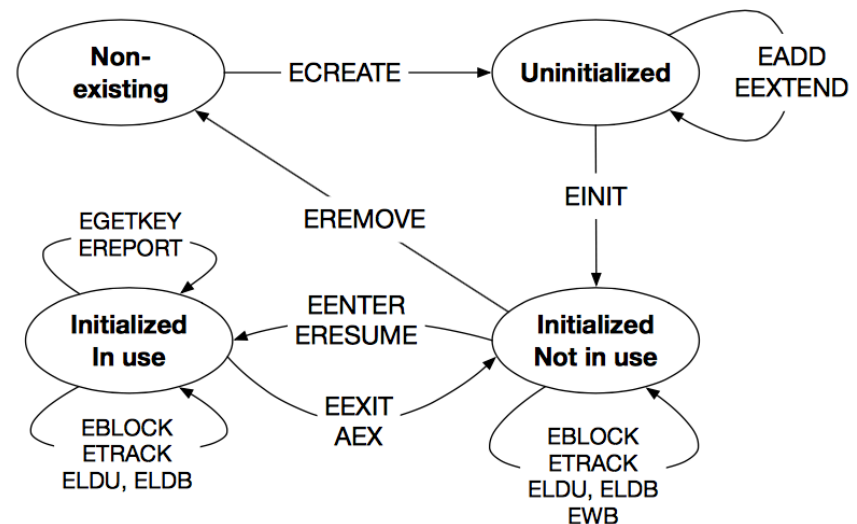 Non-
existing
ECREATE
Uninitialized
EADD
EEXTEND
EINIT
EREMOVE
EGETKEY
EREPORT
Initialized
In use
EENTER
ERESUME
Initialized
Not in use
EEXIT
AEX
EBLOCK
ETRACK
ELDU, ELDB
EBLOCK
ETRACK
ELDU, ELDB
EWB